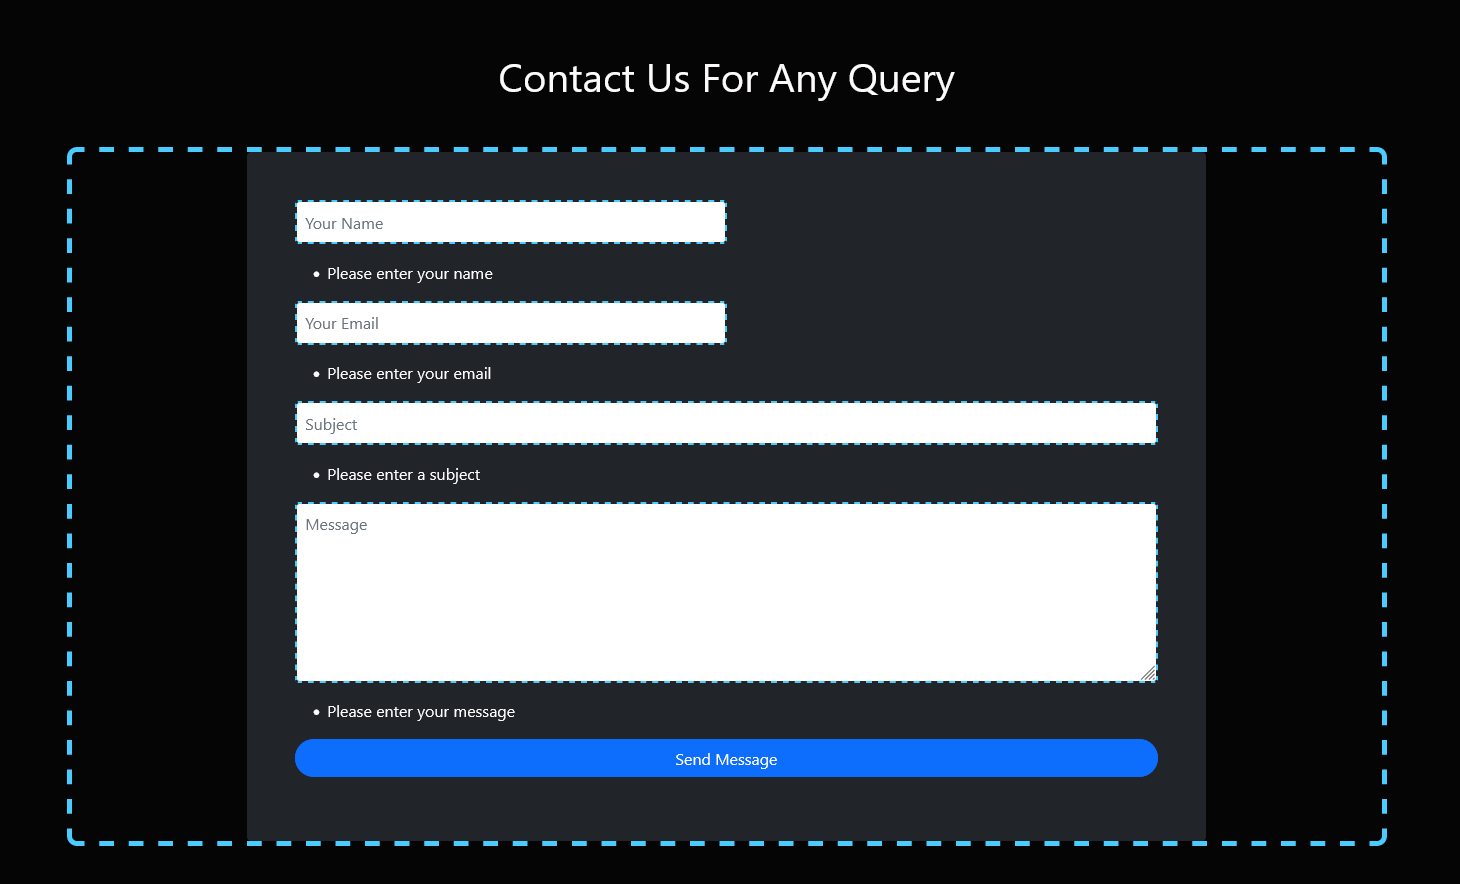 Contact Us For Any Query
Your Name
• Please enter your name
Your Email
• Please enter your email
Subject
• Please enter a subject
Message
• Please enter your message
Send Message